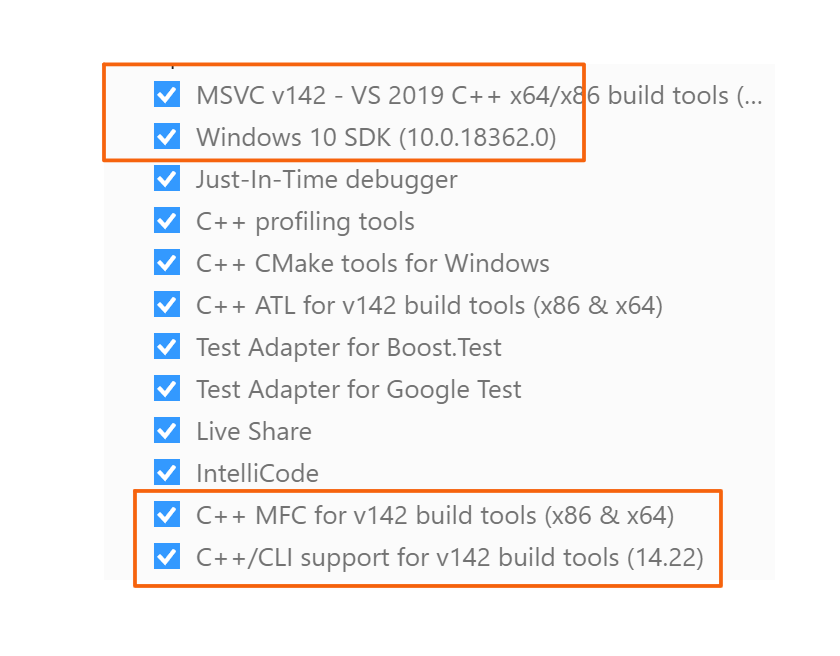 MSVC v142 - VS 2019 C++ x64/x86 build tools (...
Windows 10 SDK (10.0.18362.0)
Just-In-Time debugger
C++ profiling tools
C++ CMake tools for Windows
C++ ATL for v142 build tools (x86 & x64)
Test Adapter for Boost.Test
Test Adapter for Google Test
Live Share
IntelliCode
C++ MFC for v142 build tools (x86 & x64)
C++/CLI support for v142 build tools (14.22)